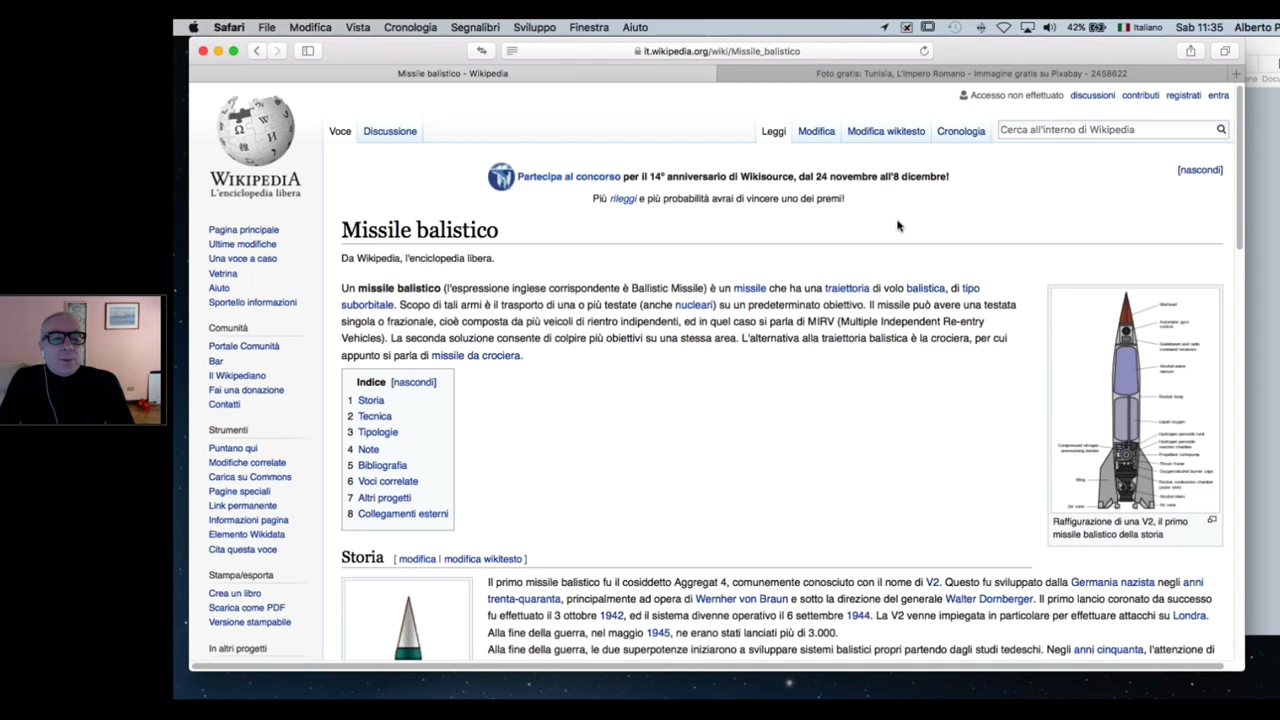 Safari File Modifica Vista Cronologia Segnalibri Sviluppo Finestra Aiuto 42% Italiano Sab 11:35 Alberto P
it.wikipedia.org/wiki/Missile_balistico
Missile balistico - Wikipedia Foto gratis: Tunisia, L'Impero Romano - Immagine gratis su Pixabay - 2458622
Accesso non effettuato discussioni contributi registrati entra
Voce Discussione Leggi Modifica Modifica wikitesto Cronologia Cerca all'interno di Wikipedia
WIKIPEDIA
L'enciclopedia libera
Partecipa al concorso per il 14º anniversario di Wikisource, dal 24 novembre all'8 dicembre! [nascondi]
Più rileggi e più probabilità avrai di vincere uno dei premi!
Missile balistico
Da Wikipedia, l'enciclopedia libera.
Un missile balistico (l'espressione inglese corrispondente è Ballistic Missile) è un missile che ha una traiettoria di volo balistica, di tipo
suborbitale. Scopo di tali armi è il trasporto di una o più testate (anche nucleari) su un predeterminato obiettivo. Il missile può avere una testata
singola o frazionale, cioè composta da più veicoli di rientro indipendenti, ed in quel caso si parla di MIRV (Multiple Independent Re-entry
Vehicles). La seconda soluzione consente di colpire più obiettivi su una stessa area. L'alternativa alla traiettoria balistica è la crociera, per cui
appunto si parla di missile da crociera.
Indice [nascondi]
1 Storia
2 Tecnica
3 Tipologie
4 Note
5 Bibliografia
6 Voci correlate
7 Altri progetti
8 Collegamenti esterni
Pagina principale
Ultime modifiche
Una voce a caso
Vetrina
Aiuto
Sportello informazioni
Comunità
Portale Comunità
Bar
Il Wikipediano
Fai una donazione
Contatti
Strumenti
Puntano qui
Modifiche correlate
Carica su Commons
Pagine speciali
Link permanente
Informazioni pagina
Elemento Wikidata
Cita questa voce
Stampa/esporta
Crea un libro
Scarica come PDF
Versione stampabile
In altri progetti
Warhead
Rocket body
Liquid oxygen
Thrust frame
Wing
Raffigurazione di una V2, il primo
missile balistico della storia
Storia [ modifica | modifica wikitesto ]
Il primo missile balistico fu il cosiddetto Aggregat 4, comunemente conosciuto con il nome di V2. Questo fu sviluppato dalla Germania nazista negli anni
trenta-quaranta, principalmente ad opera di Wernher von Braun e sotto la direzione del generale Walter Dornberger. Il primo lancio coronato da successo
fu effettuato il 3 ottobre 1942, ed il sistema divenne operativo il 6 settembre 1944. La V2 venne impiegata in particolare per effettuare attacchi su Londra.
Alla fine della guerra, nel maggio 1945, ne erano stati lanciati più di 3.000.
Alla fine della guerra, le due superpotenze iniziarono a sviluppare sistemi balistici propri partendo dagli studi tedeschi. Negli anni cinquanta, l'attenzione di